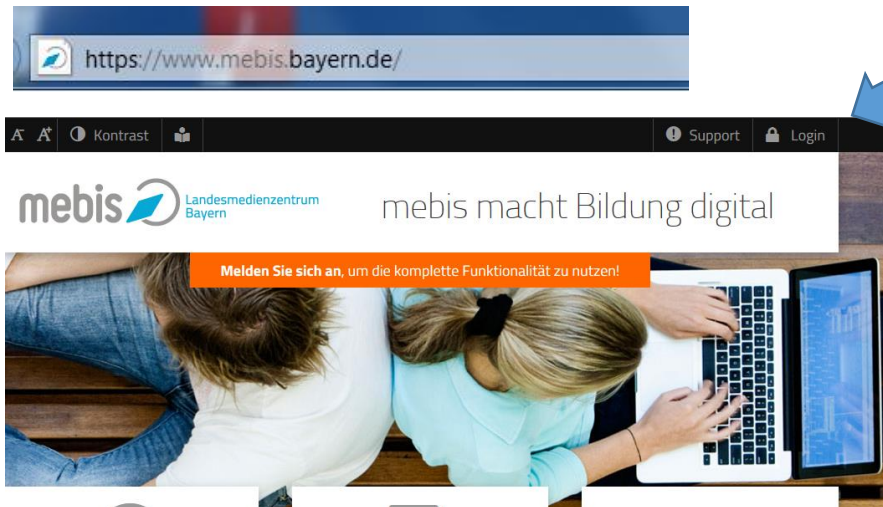 https://www.mebis.bayern.de/
A- A+ Kontrast Support Login
mebis Landesmedienzentrum Bayern
mebis macht Bildung digital
Melden Sie sich an, um die komplette Funktionalität zu nutzen!